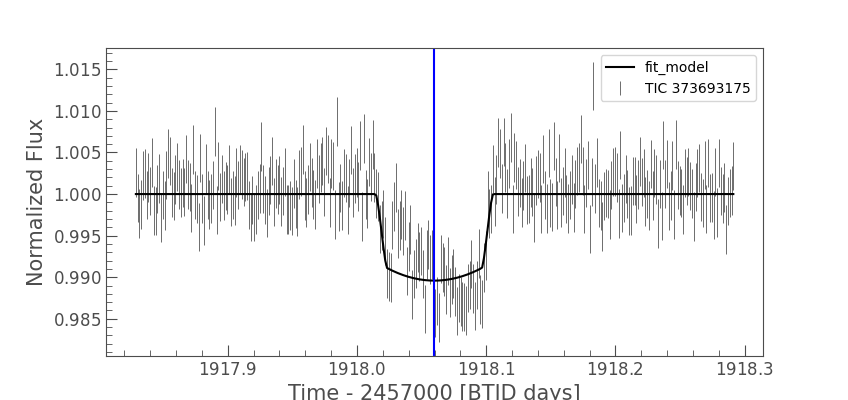 fit_model
TIC 373693175
1.015
1.010
1.005
1.000
0.995
0.990
0.985
Normalized Flux
1917.9 1918.0 1918.1 1918.2 1918.3
Time - 2457000 [BTJD days]